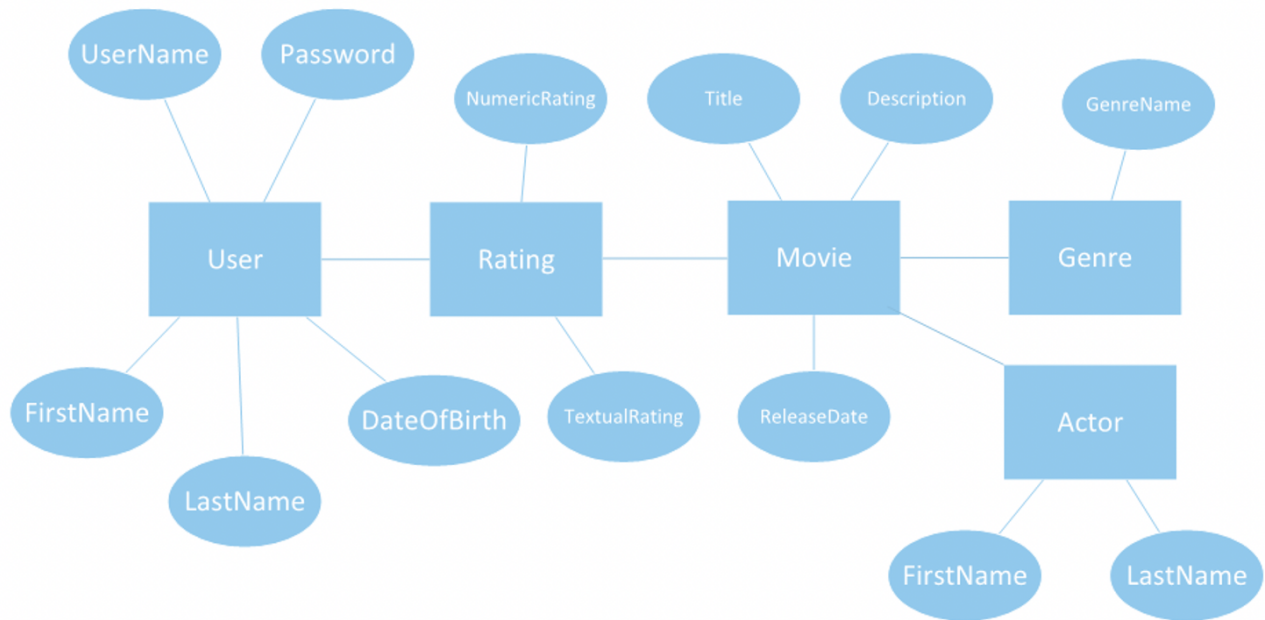 UserName
Password
NumericRating
Title
Description
GenreName
User
Rating
Movie
Genre
FirstName
DateOfBirth
TextualRating
ReleaseDate
Actor
LastName
FirstName
LastName